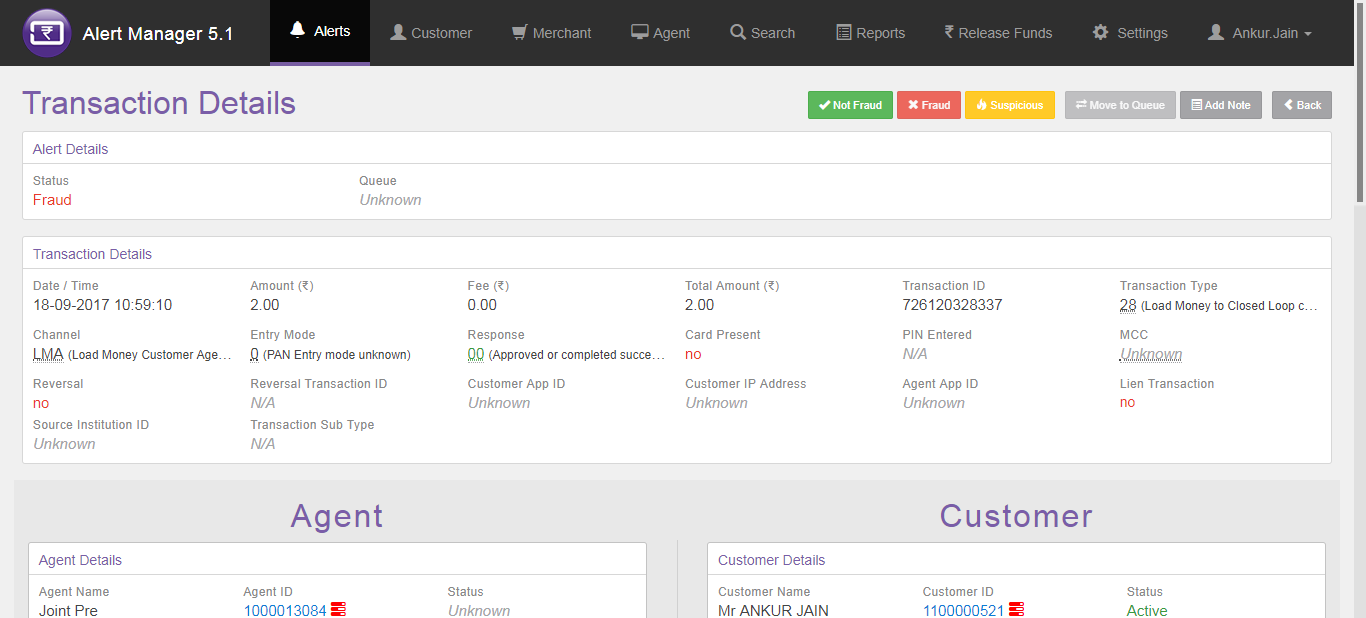 Alert Manager 5.1 Alerts Customer Merchant Agent Search Reports ₹ Release Funds Settings Ankur.Jain
Transaction Details Not Fraud Fraud Suspicious Move to Queue Add Note Back
Alert Details
Status Queue
Fraud Unknown
Transaction Details
Date / Time Amount (₹) Fee (₹) Total Amount (₹) Transaction ID Transaction Type
18-09-2017 10:59:10 2.00 0.00 2.00 726120328337 28 (Load Money to Closed Loop c...
Channel Entry Mode Response Card Present PIN Entered MCC
LMA (Load Money Customer Age... 0 (PAN Entry mode unknown) 00 (Approved or completed succe... no N/A Unknown
Reversal Reversal Transaction ID Customer App ID Customer IP Address Agent App ID Lien Transaction
no N/A Unknown Unknown Unknown no
Source Institution ID Transaction Sub Type
Unknown N/A
Agent Customer
Agent Details Customer Details
Agent Name Agent ID Status Customer Name Customer ID Status
Joint Pre 1000013084 Unknown Mr ANKUR JAIN 1100000521 Active